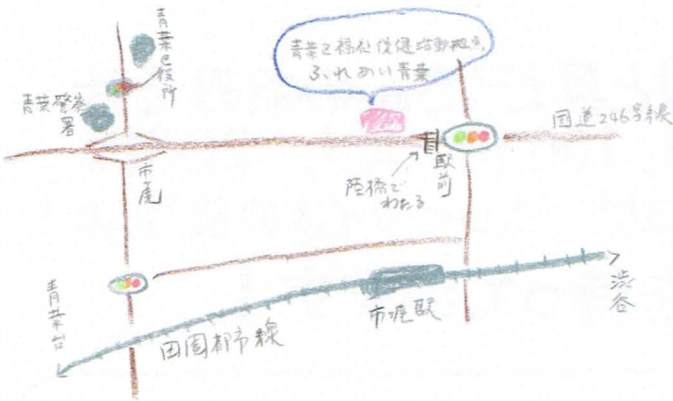 青葉区役所
青葉警察
署
青葉区福祉保健活動拠点
ふれあい青葉
国道246号線
駅前
陸橋で
わたる
市ヶ尾
青葉台
田園都市線
市が尾駅
渋谷